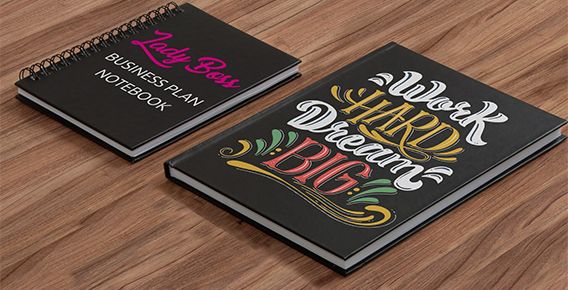 Lady Boss
BUSINESS PLAN
NOTEBOOK
Work
HARD
Dream
BIG